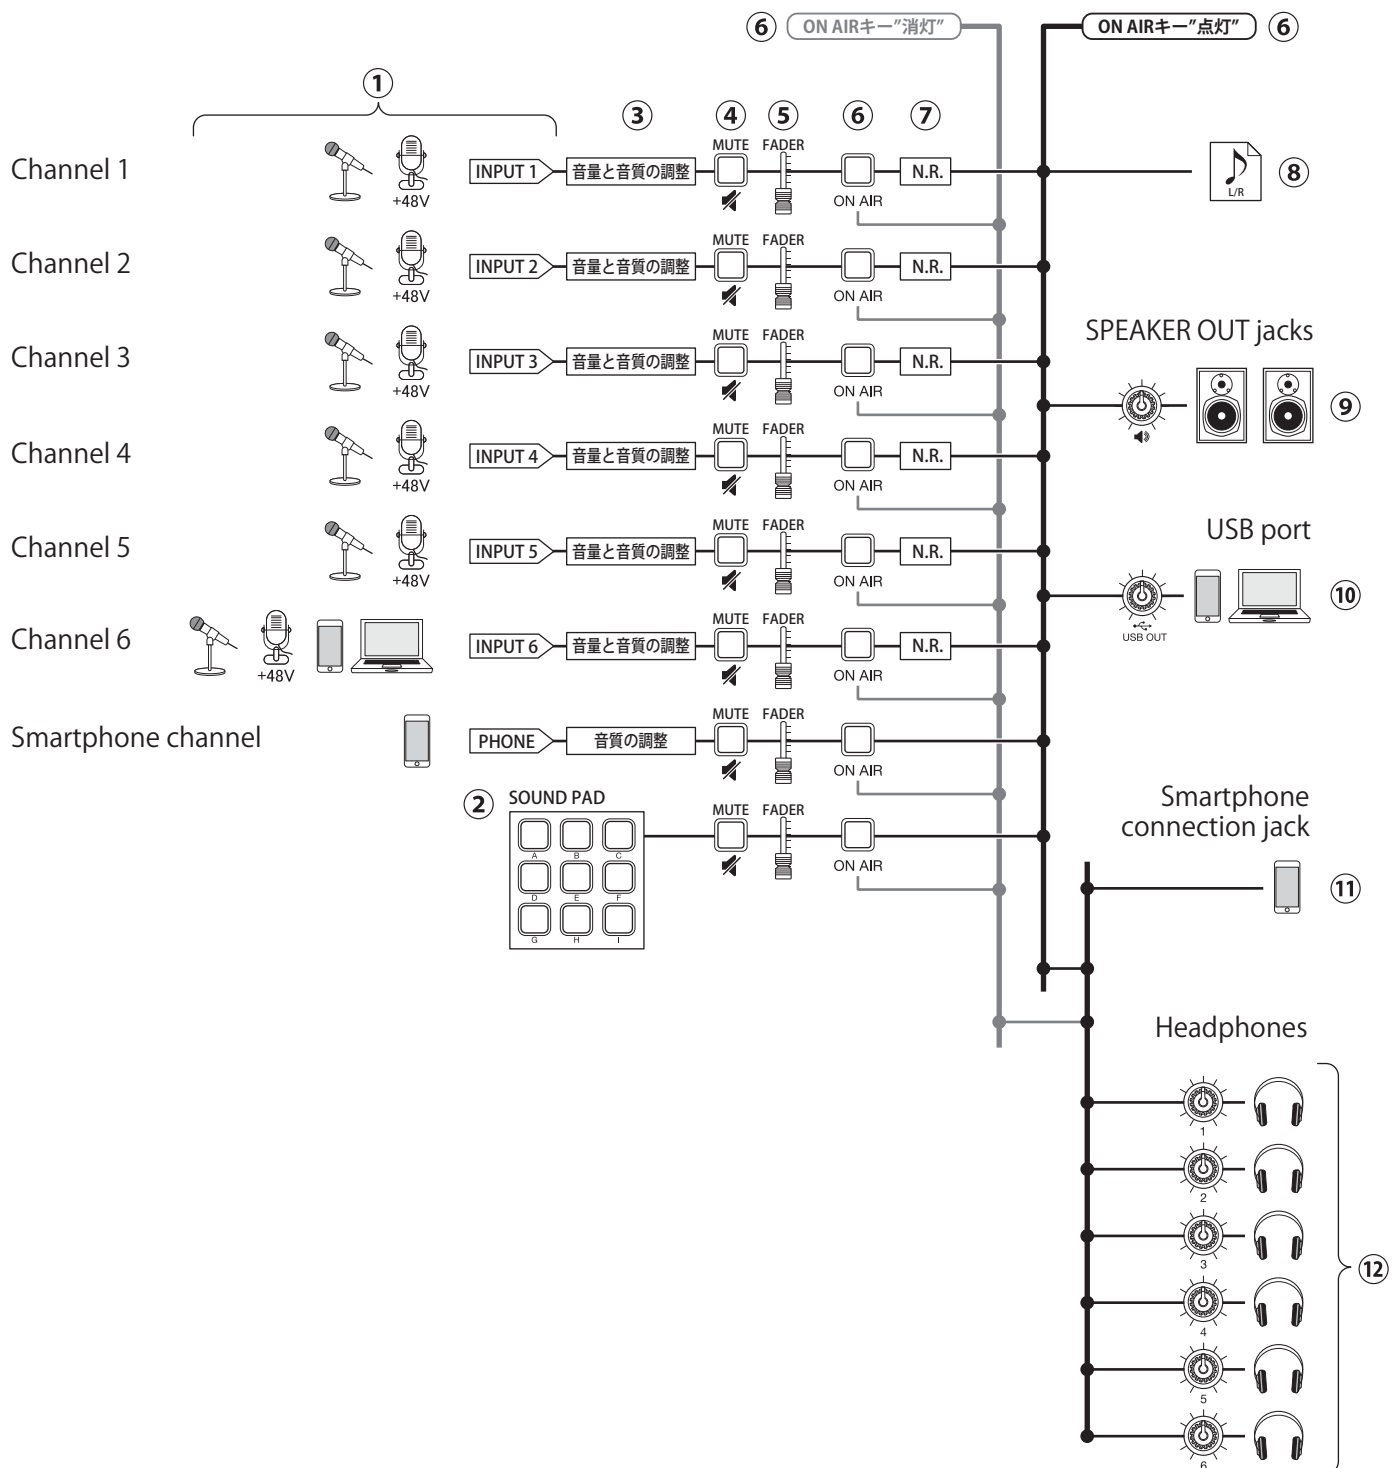 ⑥ ON AIRキー”消灯”
ON AIRキー”点灯” ⑥
①
③ ④ ⑤ ⑥ ⑦
MUTE FADER
Channel 1 +48V INPUT 1 音量と音質の調整 ON AIR N.R.
L/R ⑧
MUTE FADER
Channel 2 +48V INPUT 2 音量と音質の調整 ON AIR N.R.
MUTE FADER
Channel 3 +48V INPUT 3 音量と音質の調整 ON AIR N.R.
SPEAKER OUT jacks
⑨
MUTE FADER
Channel 4 +48V INPUT 4 音量と音質の調整 ON AIR N.R.
MUTE FADER
Channel 5 +48V INPUT 5 音量と音質の調整 ON AIR N.R.
USB port
USB OUT ⑩
MUTE FADER
Channel 6 +48V INPUT 6 音量と音質の調整 ON AIR N.R.
MUTE FADER
Smartphone channel PHONE 音質の調整 ON AIR
② SOUND PAD MUTE FADER
ON AIR
A B C
D E F
G H I
Smartphone
connection jack
⑪
Headphones
1
2
3
4
5
6
⑫